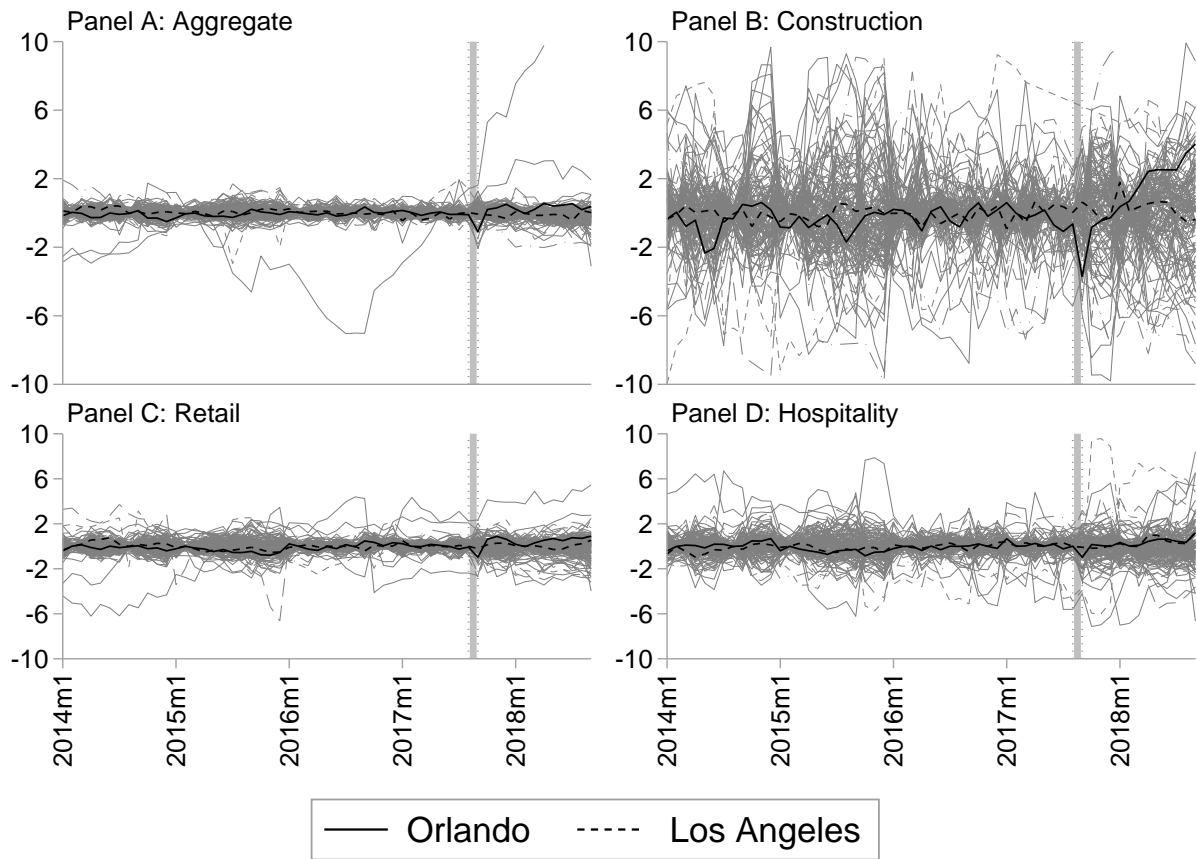 Panel A: Aggregate
Panel B: Construction
10
6
2
-2
-6
-10
10
6
2
-2
-6
-10
Panel C: Retail
Panel D: Hospitality
10
6
2
-2
-6
-10
10
6
2
-2
-6
-10
2014m1
2015m1
2016m1
2017m1
2018m1
2014m1
2015m1
2016m1
2017m1
2018m1
Orlando Los Angeles